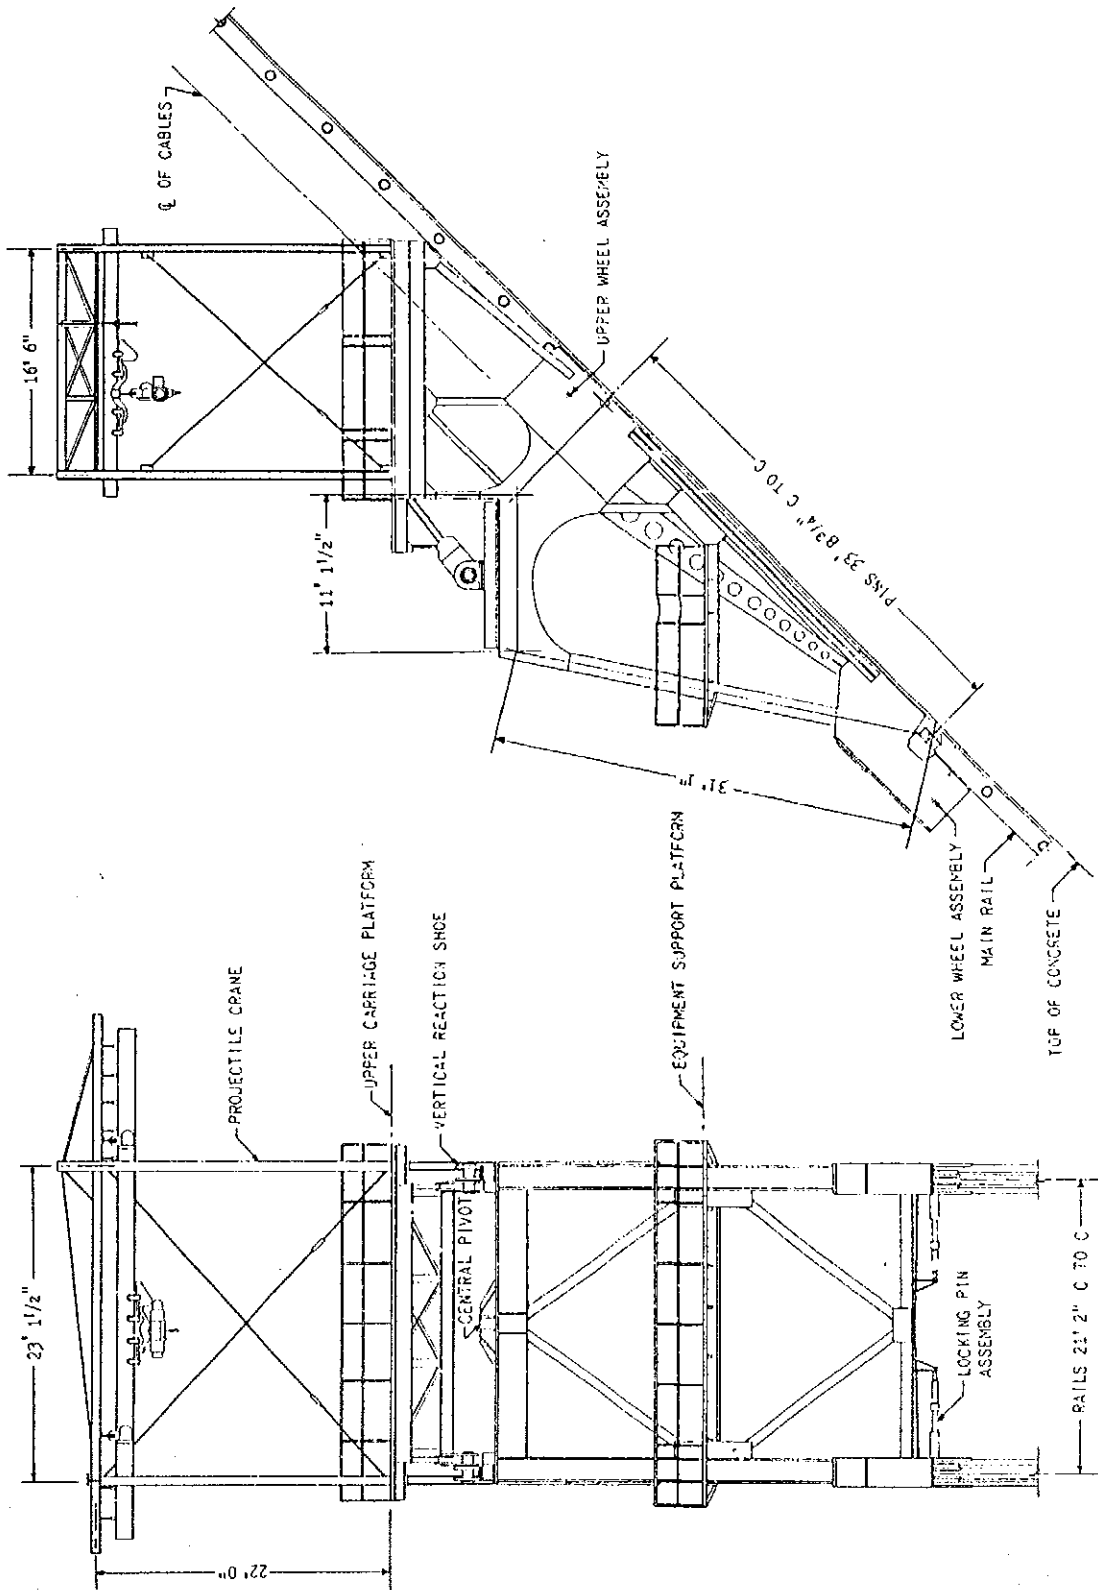 ℄ OF CABLES
16' 6"
UPPER WHEEL ASSEMBLY
11' 1 1/2"
PINS 33' 8 3/4" C TO C
31' 1"
LOWER WHEEL ASSEMBLY
MAIN RAIL
TOP OF CONCRETE
PROJECTILE CRANE
UPPER CARRIAGE PLATFORM
VERTICAL REACTION SHOE
EQUIPMENT SUPPORT PLATFORM
23' 1 1/2"
CENTRAL PIVOT
LOCKING PIN
ASSEMBLY
RAILS 21' 2" C TO C
22' 0"